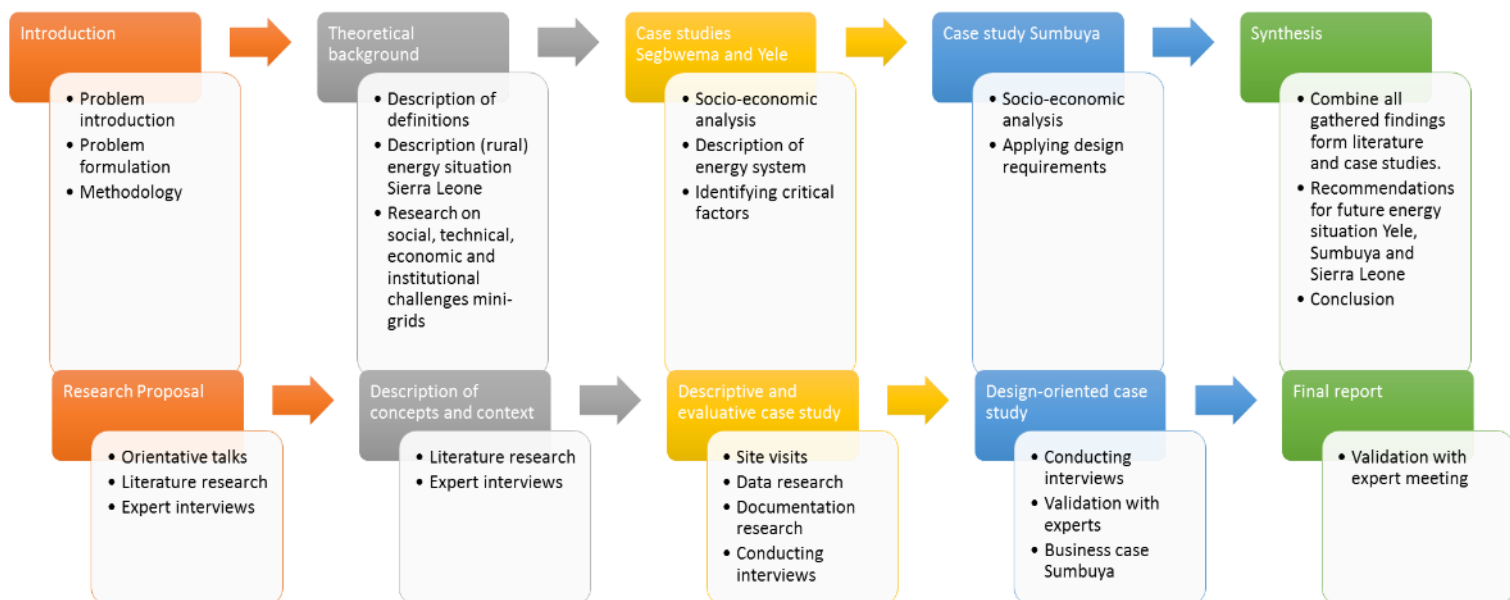 Introduction
• Problem
introduction
• Problem
formulation
• Methodology
Theoretical
background
• Description of
definitions
• Description (rural)
energy situation
Sierra Leone
• Research on
social, technical,
economic and
institutional
challenges mini-
grids
Case studies
Segbwema and Yele
• Socio-economic
analysis
• Description of
energy system
• Identifying critical
factors
Case study Sumbuya
• Socio-economic
analysis
• Applying design
requirements
Synthesis
• Combine all
gathered findings
form literature
and case studies.
• Recommendations
for future energy
situation Yele,
Sumbuya and
Sierra Leone
• Conclusion
Research Proposal
• Orientative talks
• Literature research
• Expert interviews
Description of
concepts and context
• Literature research
• Expert interviews
Descriptive and
evaluative case study
• Site visits
• Data research
• Documentation
research
• Conducting
interviews
Design-oriented case
study
• Conducting
interviews
• Validation with
experts
• Business case
Sumbuya
Final report
• Validation with
expert meeting